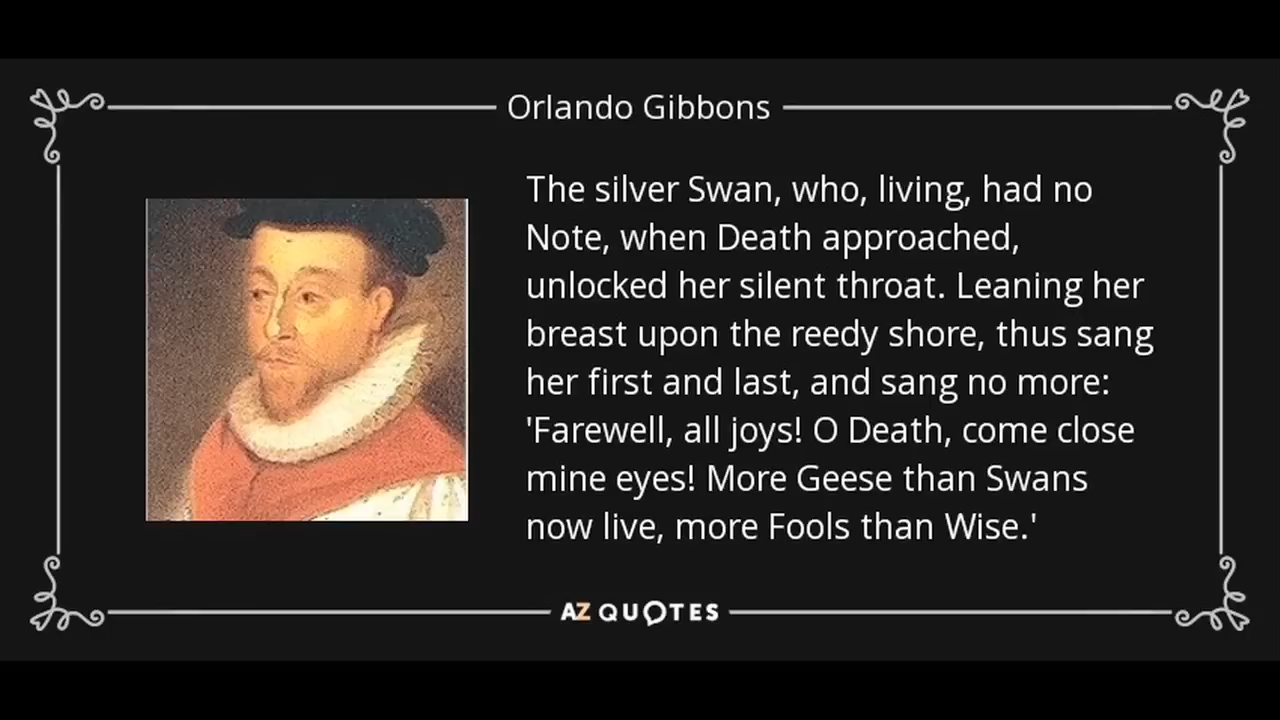 Orlando Gibbons
The silver Swan, who, living, had no
Note, when Death approached,
unlocked her silent throat. Leaning her
breast upon the reedy shore, thus sang
her first and last, and sang no more:
'Farewell, all joys! O Death, come close
mine eyes! More Geese than Swans
now live, more Fools than Wise.'
AZ QUOTES